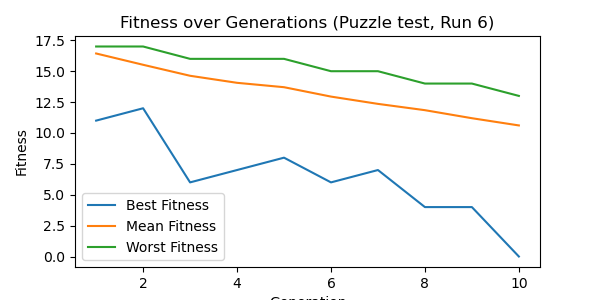 Fitness over Generations (Puzzle test, Run 6)
17.5
15.0
12.5
10.0
7.5
5.0
2.5
0.0
Fitness
Best Fitness
Mean Fitness
Worst Fitness
2 4 6 8 10
Generation